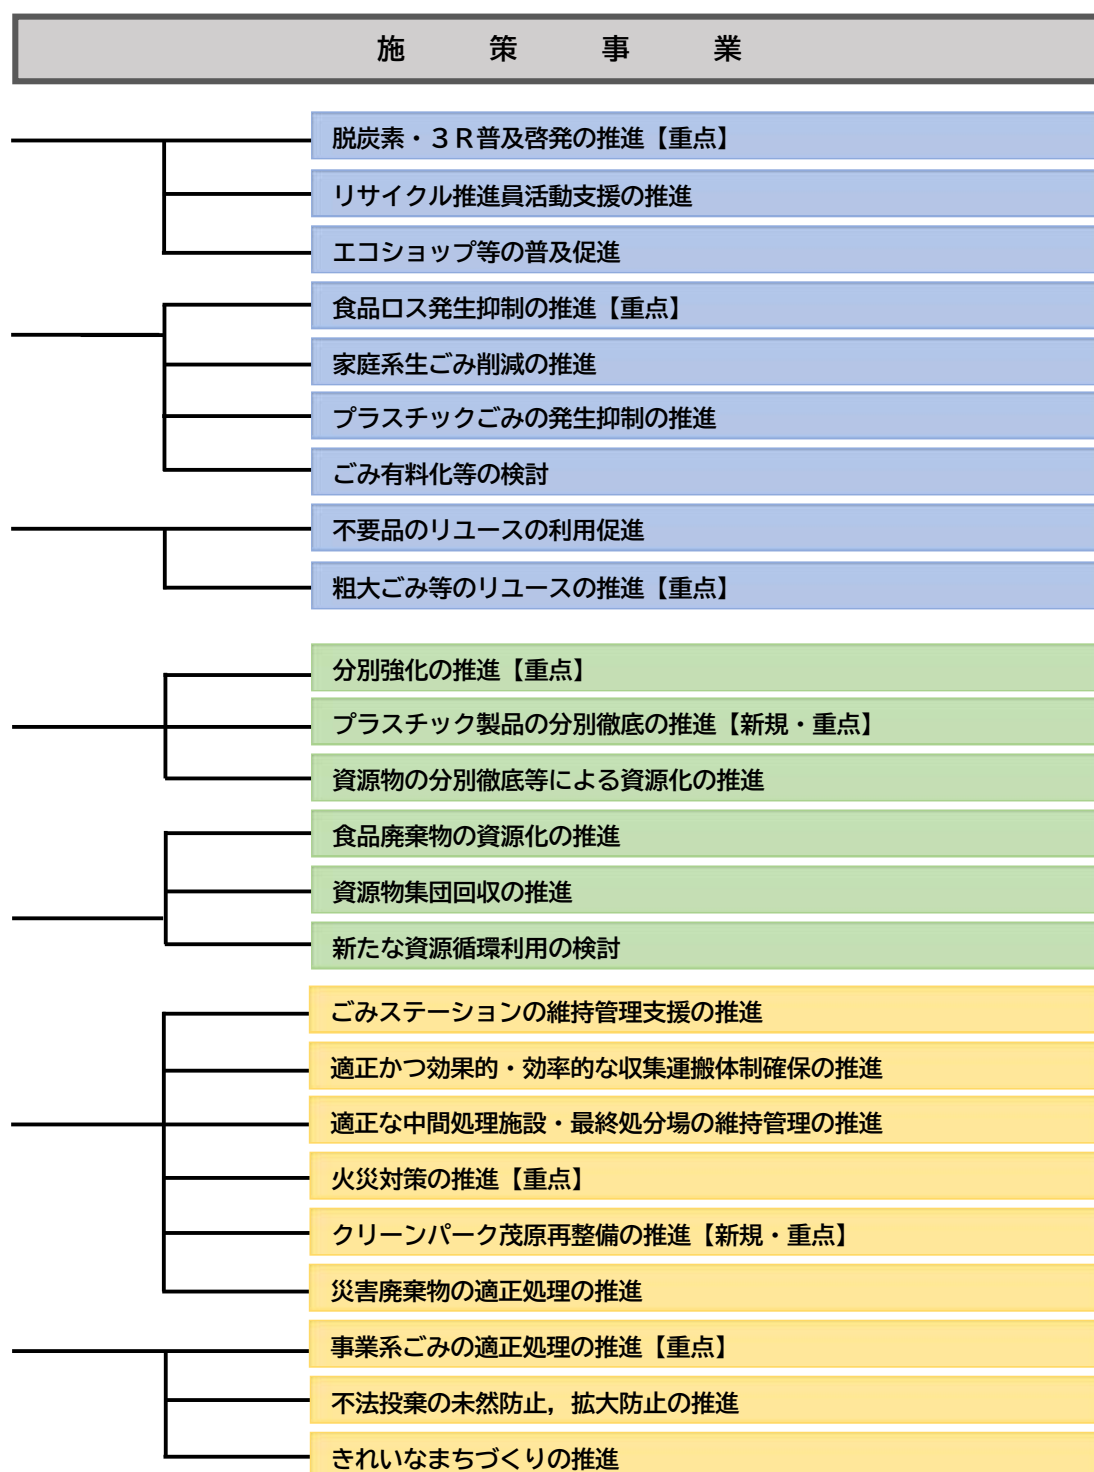 施策事業
脱炭素・３Ｒ普及啓発の推進【重点】
リサイクル推進員活動支援の推進
エコショップ等の普及促進
食品ロス発生抑制の推進【重点】
家庭系生ごみ削減の推進
プラスチックごみの発生抑制の推進
ごみ有料化等の検討
不要品のリユースの利用促進
粗大ごみ等のリユースの推進【重点】
分別強化の推進【重点】
プラスチック製品の分別徹底の推進【新規・重点】
資源物の分別徹底等による資源化の推進
食品廃棄物の資源化の推進
資源物集団回収の推進
新たな資源循環利用の検討
ごみステーションの維持管理支援の推進
適正かつ効果的・効率的な収集運搬体制確保の推進
適正な中間処理施設・最終処分場の維持管理の推進
火災対策の推進【重点】
クリーンパーク茂原再整備の推進【新規・重点】
災害廃棄物の適正処理の推進
事業系ごみの適正処理の推進【重点】
不法投棄の未然防止，拡大防止の推進
きれいなまちづくりの推進